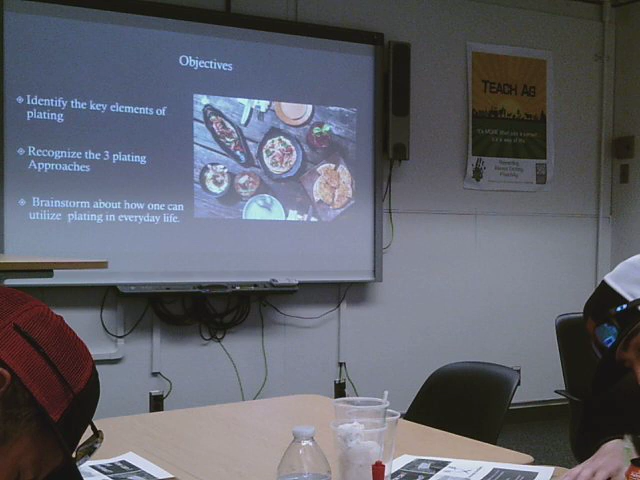 Objectives
Identify the key elements of
plating
Recognize the 3 plating
Approaches
Brainstorm about how one can
utilize plating in everyday life.
TEACH AG